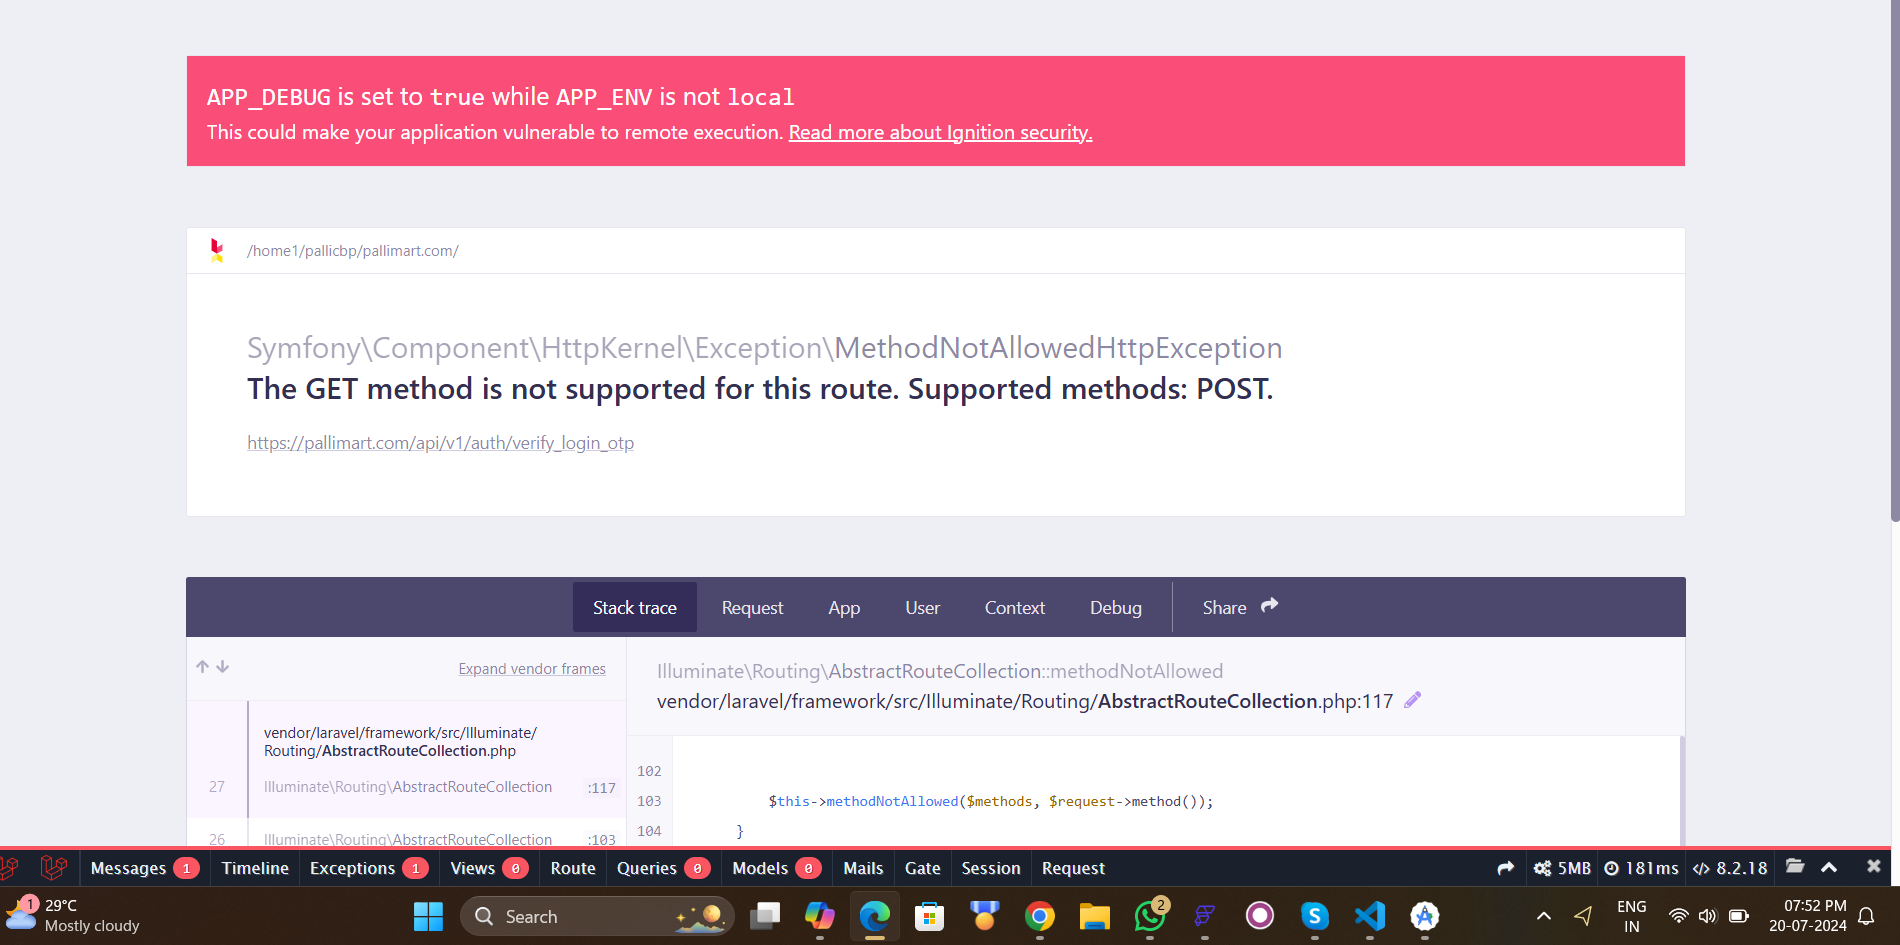 APP_DEBUG is set to true while APP_ENV is not local
This could make your application vulnerable to remote execution. Read more about Ignition security.
/home1/pallicbp/pallimart.com/
Symfony\Component\HttpKernel\Exception\MethodNotAllowedHttpException
The GET method is not supported for this route. Supported methods: POST.
https://pallimart.com/api/v1/auth/verify_login_otp
Stack trace Request App User Context Debug Share
Expand vendor frames
vendor/laravel/framework/src/Illuminate/
Routing/AbstractRouteCollection.php
27 Illuminate\Routing\AbstractRouteCollection :117
26 Illuminate\Routing\AbstractRouteCollection :103
Illuminate\Routing\AbstractRouteCollection::methodNotAllowed
vendor/laravel/framework/src/Illuminate/Routing/AbstractRouteCollection.php:117
102
103 $this->methodNotAllowed($methods, $request->method());
104 }
Messages 1 Timeline Exceptions 1 Views 0 Route Queries 0 Models 0 Mails Gate Session Request 5MB 181ms 8.2.18
1 29°C
Mostly cloudy
Search
2
ENG
IN
07:52 PM
20-07-2024